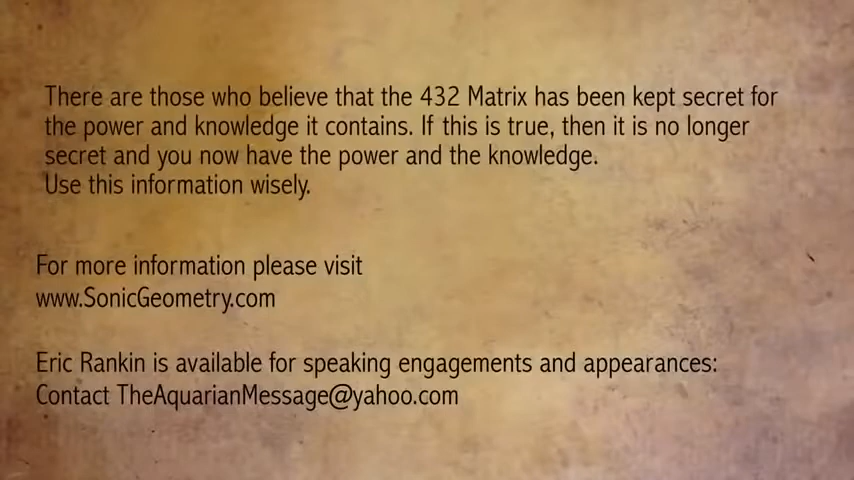 There are those who believe that the 432 Matrix has been kept secret for
the power and knowledge it contains. If this is true, then it is no longer
secret and you now have the power and the knowledge.
Use this information wisely.
For more information please visit
www.SonicGeometry.com
Eric Rankin is available for speaking engagements and appearances:
Contact TheAquarianMessage@yahoo.com